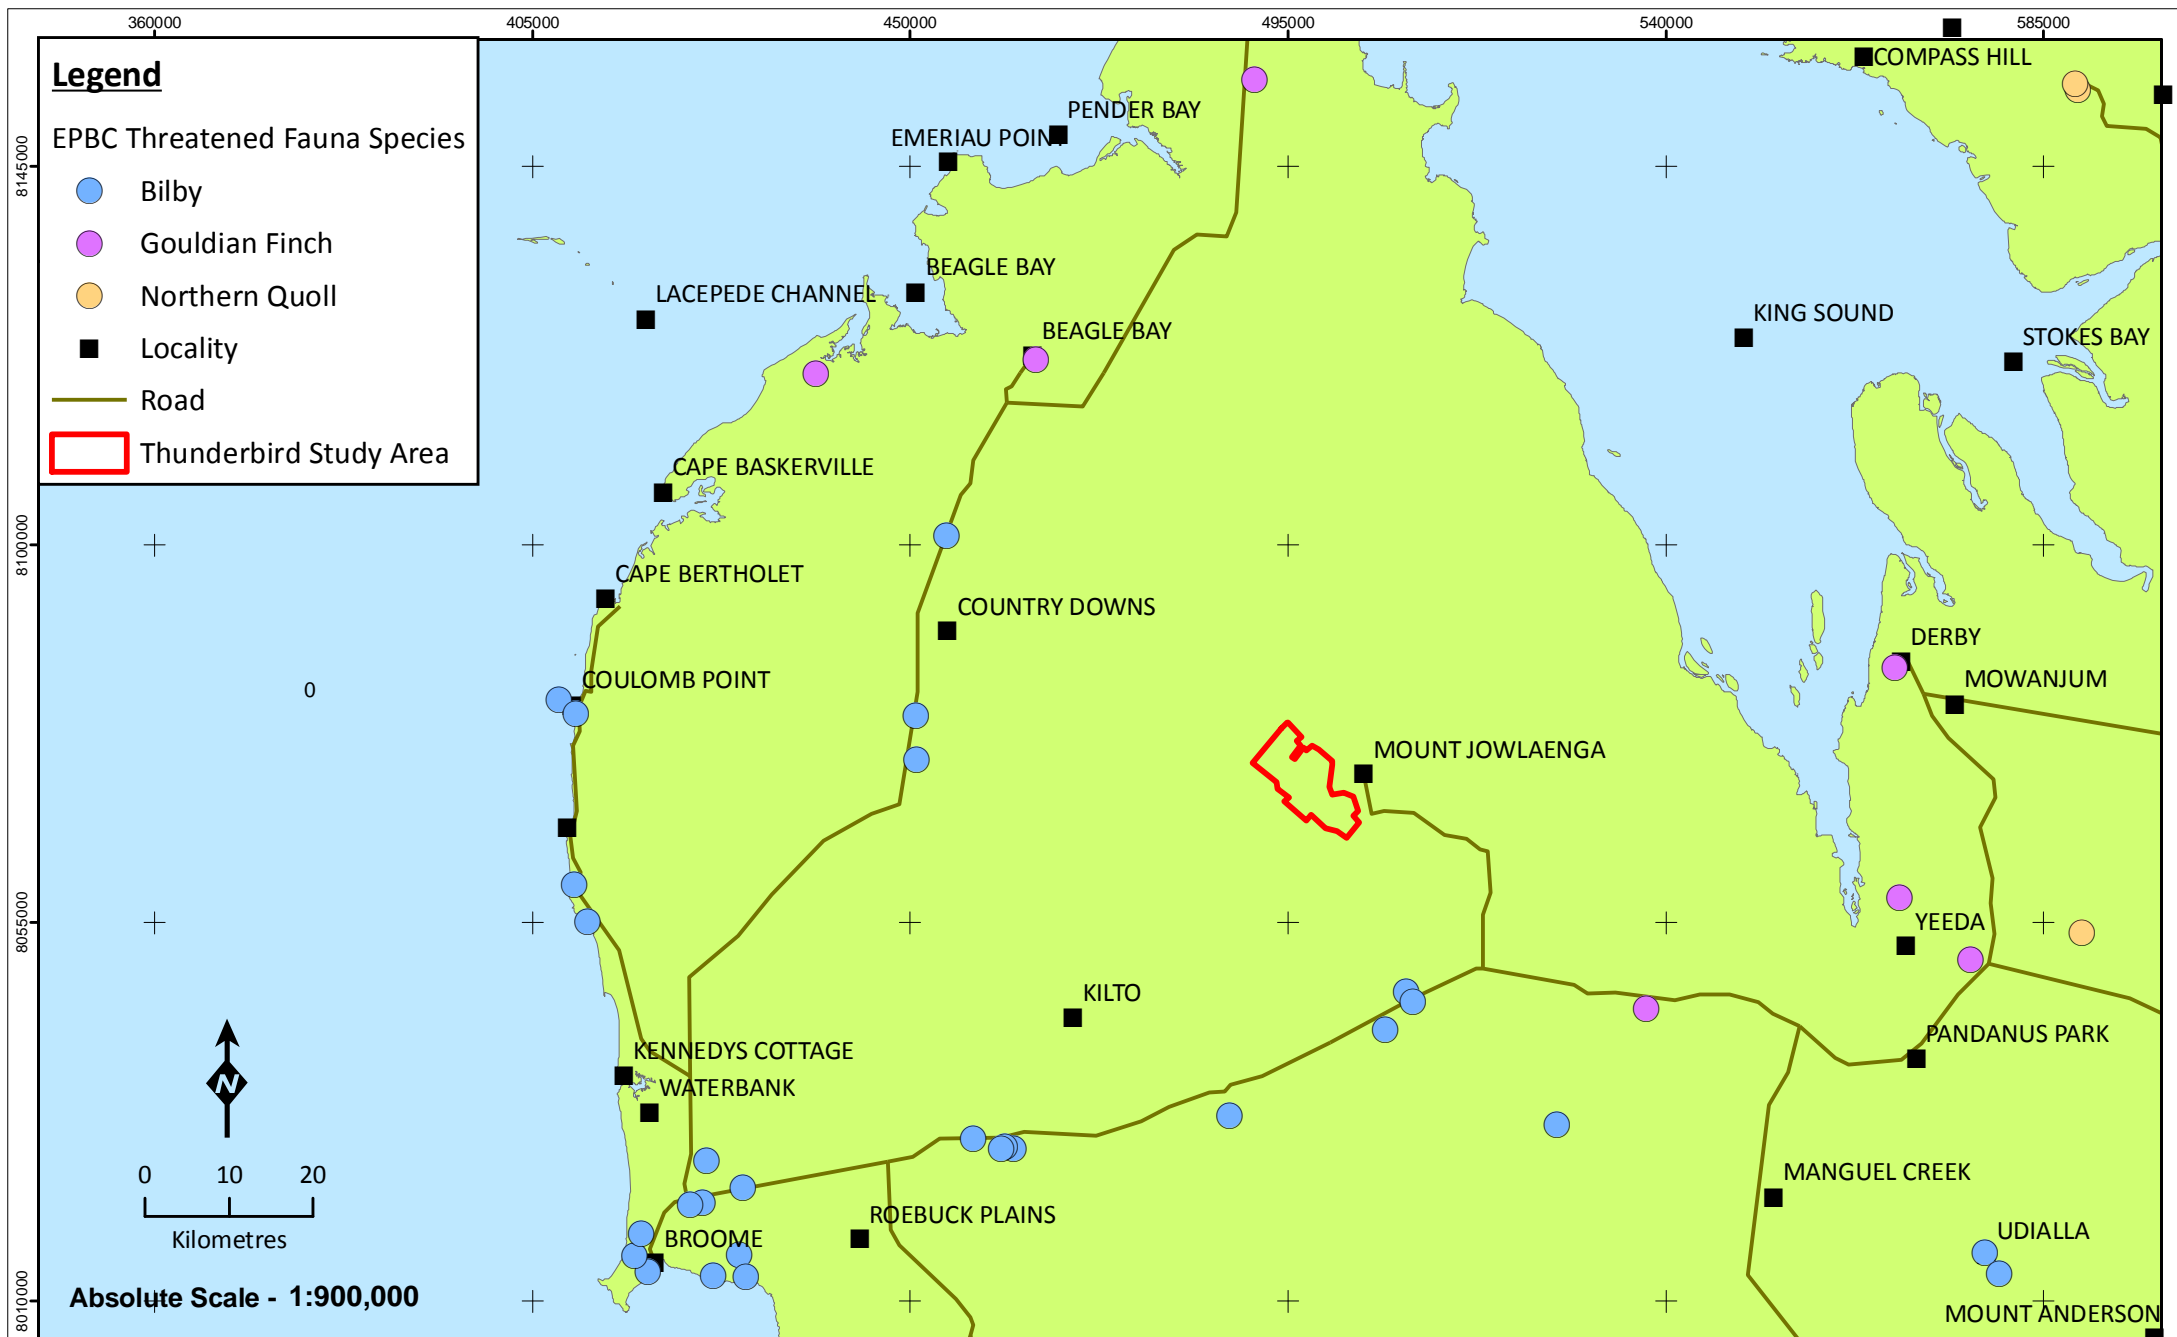 360000
405000
450000
495000
540000
585000
Legend
EPBC Threatened Fauna Species
Bilby
Gouldian Finch
Northern Quoll
Locality
Road
Thunderbird Study Area
COMPASS HILL
PENDER BAY
EMERIAU POINT
8145000
BEAGLE BAY
LACEPEDE CHANNEL
BEAGLE BAY
KING SOUND
STOKES BAY
CAPE BASKERVILLE
8100000
CAPE BERTHOLET
COUNTRY DOWNS
DERBY
COULOMB POINT
MOWANJUM
0
MOUNT JOWLAENGA
8055000
YEEDA
KILTO
N
KENNEDYS COTTAGE
PANDANUS PARK
WATERBANK
0 10 20
Kilometres
MANGUEL CREEK
ROEBUCK PLAINS
BROOME
UDIALLA
Absolute Scale - 1:900,000
8010000
MOUNT ANDERSON